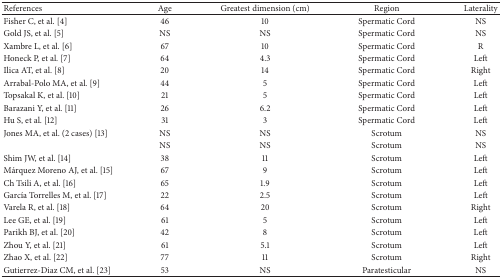 References Age Greatest dimension (cm) Region Laterality
Fisher C, et al. [4] 46 10 Spermatic Cord NS
Gold JS, et al. [5] NS NS Spermatic Cord NS
Xambre L, et al. [6] 67 10 Spermatic Cord R
Honeck P, et al. [7] 64 4.3 Spermatic Cord Left
Ilica AT, et al. [8] 20 14 Spermatic Cord Right
Arrabal-Polo MA, et al. [9] 44 5 Spermatic Cord Left
Topsakal K, et al. [10] 21 5 Spermatic Cord Left
Barazani Y, et al. [11] 26 6.2 Spermatic Cord Left
Hu S, et al. [12] 31 3 Spermatic Cord Left
Jones MA, et al. (2 cases) [13] NS NS Scrotum NS
NS NS Scrotum NS
Shim JW, et al. [14] 38 11 Scrotum Left
Márquez Moreno AJ, et al. [15] 67 9 Scrotum Left
Ch Tsili A, et al. [16] 65 1.9 Scrotum Left
Garcia Torrelles M, et al. [17] 22 2.5 Scrotum Left
Varela R, et al. [18] 64 20 Scrotum Right
Lee GE, et al. [19] 61 5 Scrotum Left
Parikh BJ, et al. [20] 42 8 Scrotum Left
Zhou Y, et al. [21] 61 5.1 Scrotum Left
Zhao X, et al. [22] 77 11 Scrotum Right
Gutierrez-Diaz CM, et al. [23] 53 NS Paratesticular NS